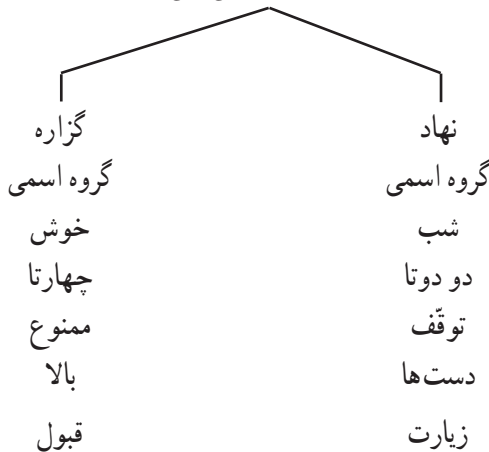 نهاد گزاره
گروه اسمی گروه اسمی
شب خوش
دو دوتا چهارتا
توقّف ممنوع
دست‌ها بالا
زیارت قبول